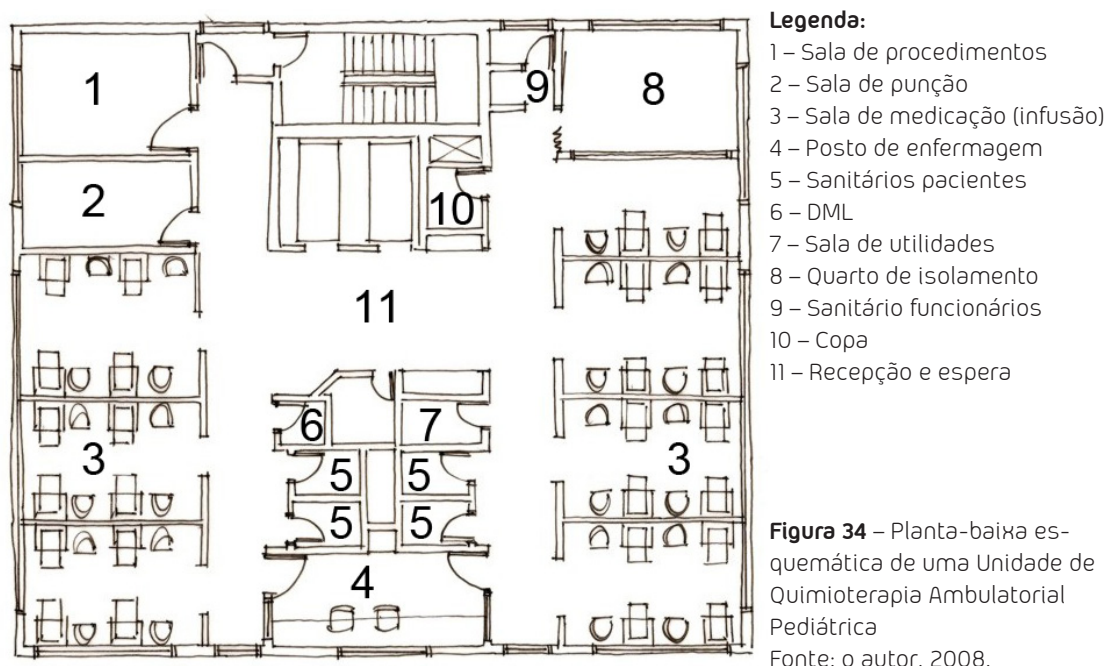 1
2
3
4
5
5
5
5
6
7
8
9
10
11
3
Legenda:
1 – Sala de procedimentos
2 – Sala de punção
3 – Sala de medicação (infusão)
4 – Posto de enfermagem
5 – Sanitários pacientes
6 – DML
7 – Sala de utilidades
8 – Quarto de isolamento
9 – Sanitário funcionários
10 – Copa
11 – Recepção e espera
Figura 34 – Planta-baixa es-
quemática de uma Unidade de
Quimioterapia Ambulatorial
Pediátrica
Fonte: o autor, 2008.